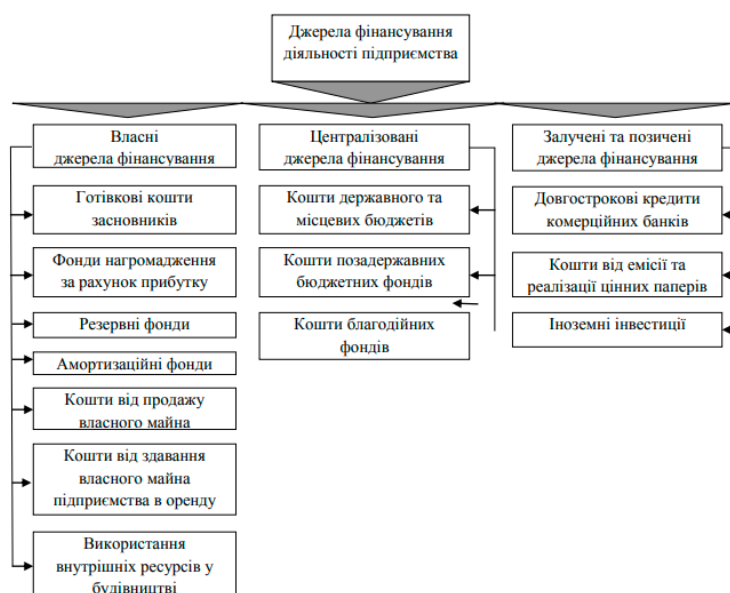 Джерела фінансування
діяльності підприємства
Власні
джерела фінансування
Готівкові кошти
засновників
Фонди нагромадження
за рахунок прибутку
Резервні фонди
Амортизаційні фонди
Кошти від продажу
власного майна
Кошти від здавання
власного майна
підприємства в оренду
Використання
внутрішніх ресурсів у
будівництві
Централізовані
джерела фінансування
Кошти державного та
місцевих бюджетів
Кошти позадержавних
бюджетних фондів
Кошти благодійних
фондів
Залучені та позичені
джерела фінансування
Довгострокові кредити
комерційних банків
Кошти від емісії та
реалізації цінних паперів
Іноземні інвестиції